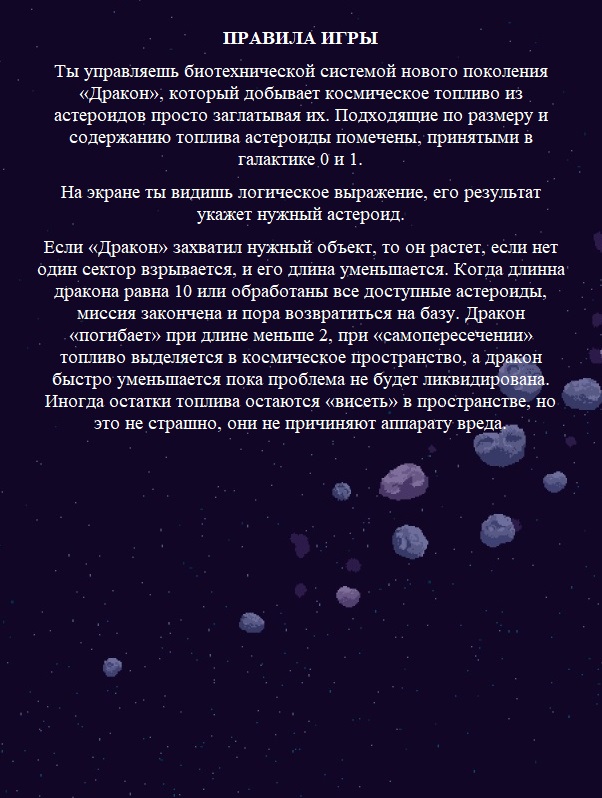 ПРАВИЛА ИГРЫ
Ты управляешь биотехнической системой нового поколения
«Дракон», который добывает космическое топливо из
астероидов просто заглатывая их. Подходящие по размеру и
содержанию топлива астероиды помечены, принятыми в
галактике 0 и 1.
На экране ты видишь логическое выражение, его результат
укажет нужный астероид.
Если «Дракон» захватил нужный объект, то он растет, если нет
один сектор взрывается, и его длина уменьшается. Когда длинна
дракона равна 10 или обработаны все доступные астероиды,
миссия закончена и пора возвратиться на базу. Дракон
«погибает» при длине меньше 2, при «самопересечении»
топливо выделяется в космическое пространство, а дракон
быстро уменьшается пока проблема не будет ликвидирована.
Иногда остатки топлива остаются «висеть» в пространстве, но
это не страшно, они не причиняют аппарату вреда.